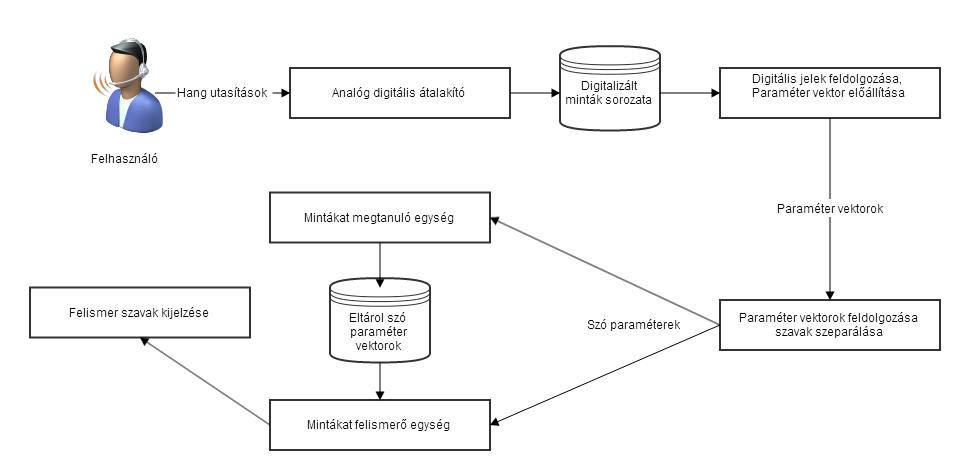 Felhasználó
Hang utasítások
Analóg digitális átalakító
Digitalizált
minták sorozata
Digitális jelek feldolgozása,
Paraméter vektor előállítása
Paraméter vektorok
Paraméter vektorok feldolgozása
szavak szeparálása
Szó paraméterek
Mintákat megtanuló egység
Eltárol szó
paraméter
vektorok
Mintákat felismerő egység
Felismer szavak kijelzése